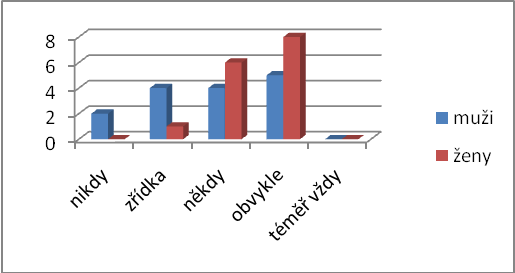 8
6
4
2
0
nikdy
zřídka
někdy
obvykle
téměř vždy
muži
ženy